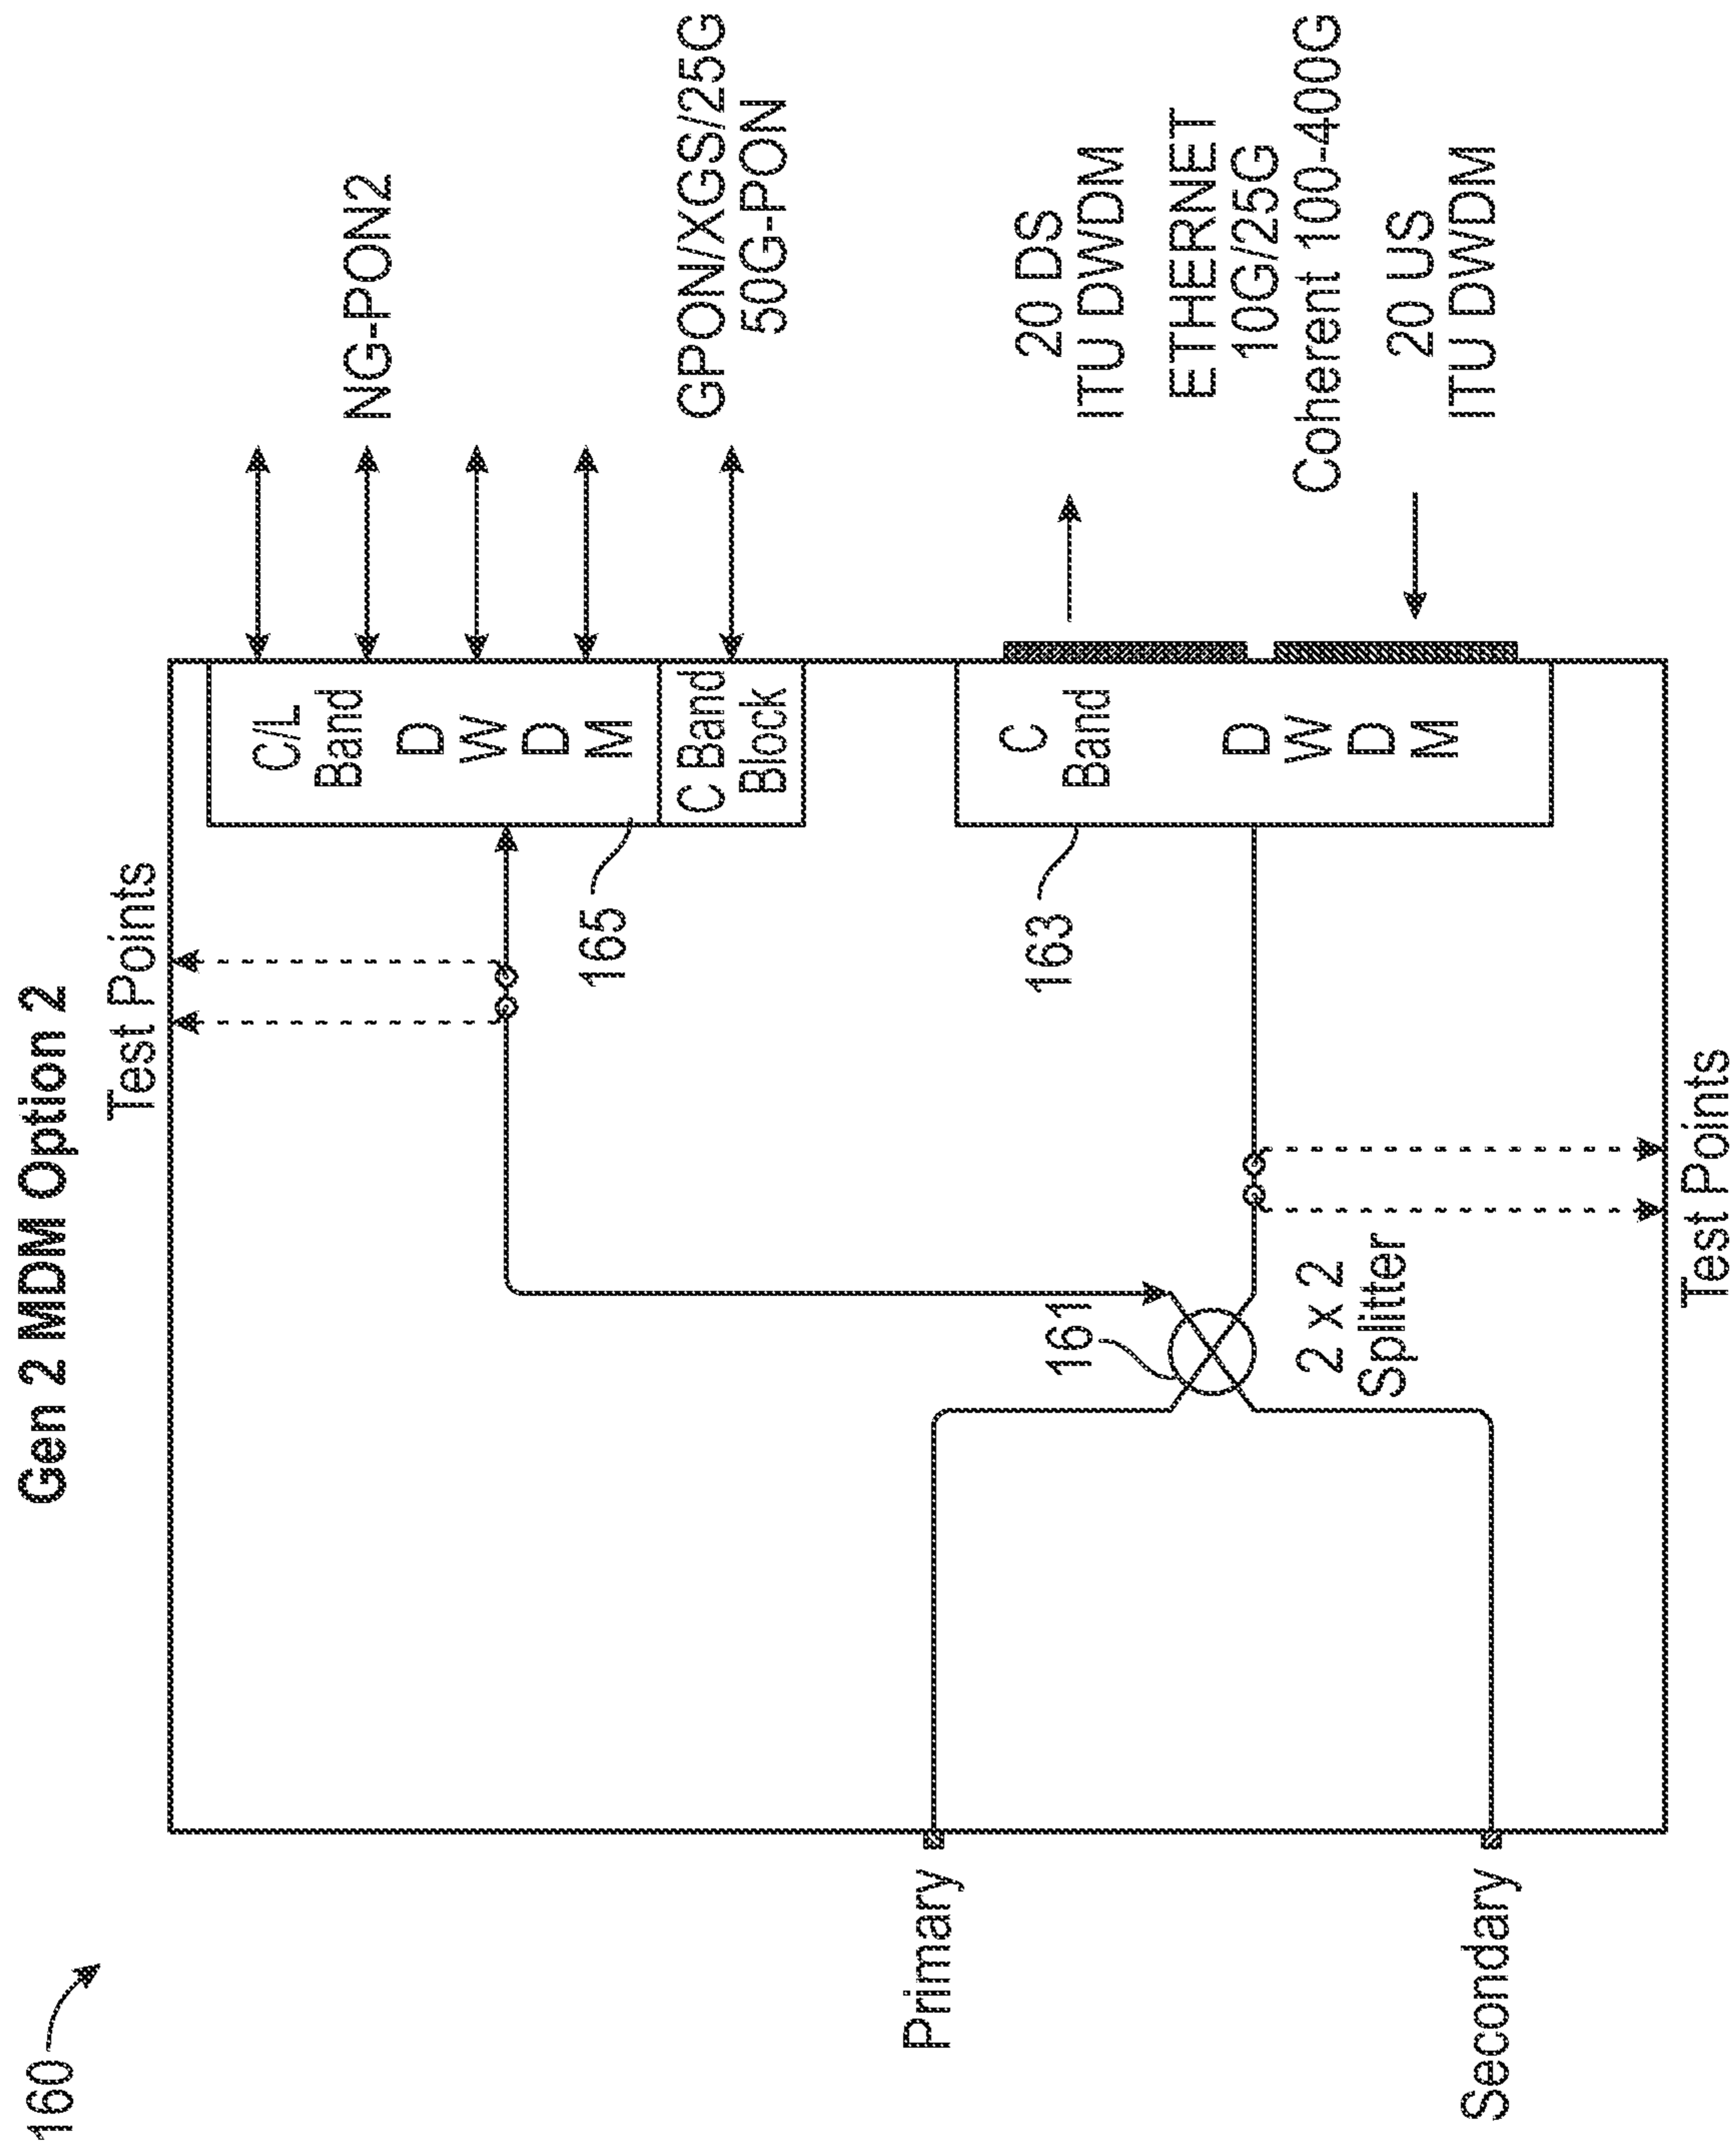 160
Gen 2 MDM Option 2
Test Points
C/L
Band
D
W
D
M
NG-PON2
165
C Band
Block
GPON/XGS/25G
50G-PON
Primary
163
C
Band
D
W
D
M
20 DS
ITU DWDM
ETHERNET
10G/25G
Coherent 100-400G
20 US
ITU DWDM
161
2 x 2
Splitter
Secondary
Test Points